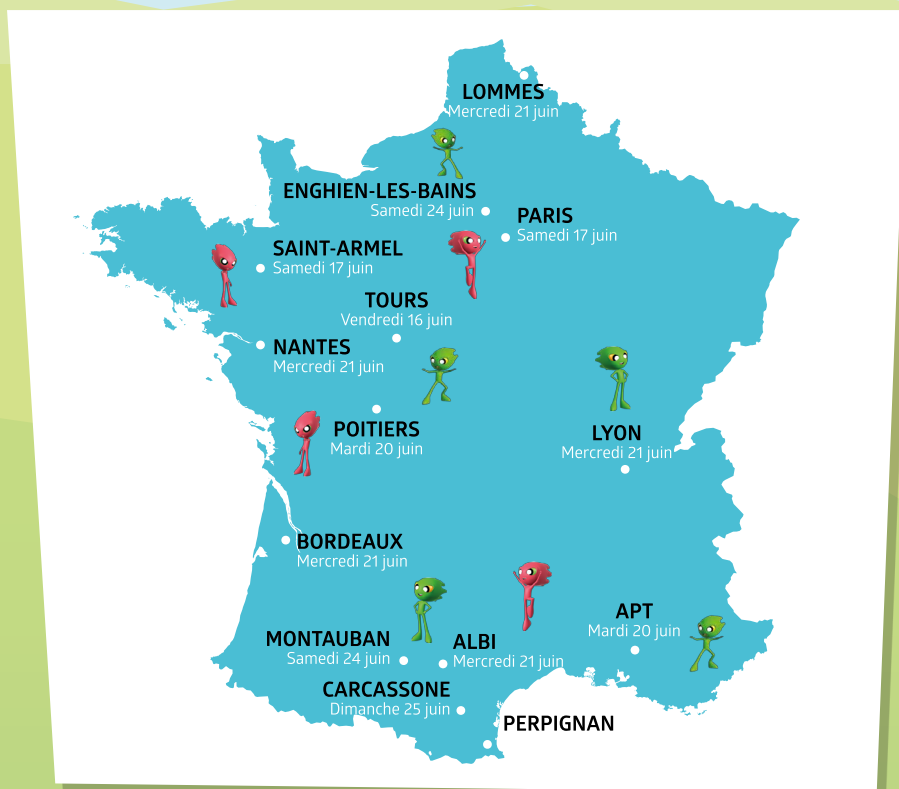 LOMMES
Mercredi 21 juin
ENGHIEN-LES-BAINS
Samedi 24 juin
PARIS
Samedi 17 juin
SAINT-ARMEL
Samedi 17 juin
TOURS
Vendredi 16 juin
NANTES
Mercredi 21 juin
POITIERS
Mardi 20 juin
LYON
Mercredi 21 juin
BORDEAUX
Mercredi 21 juin
APT
Mardi 20 juin
MONTAUBAN
Samedi 24 juin
ALBI
Mercredi 21 juin
CARCASSONE
Dimanche 25 juin
PERPIGNAN